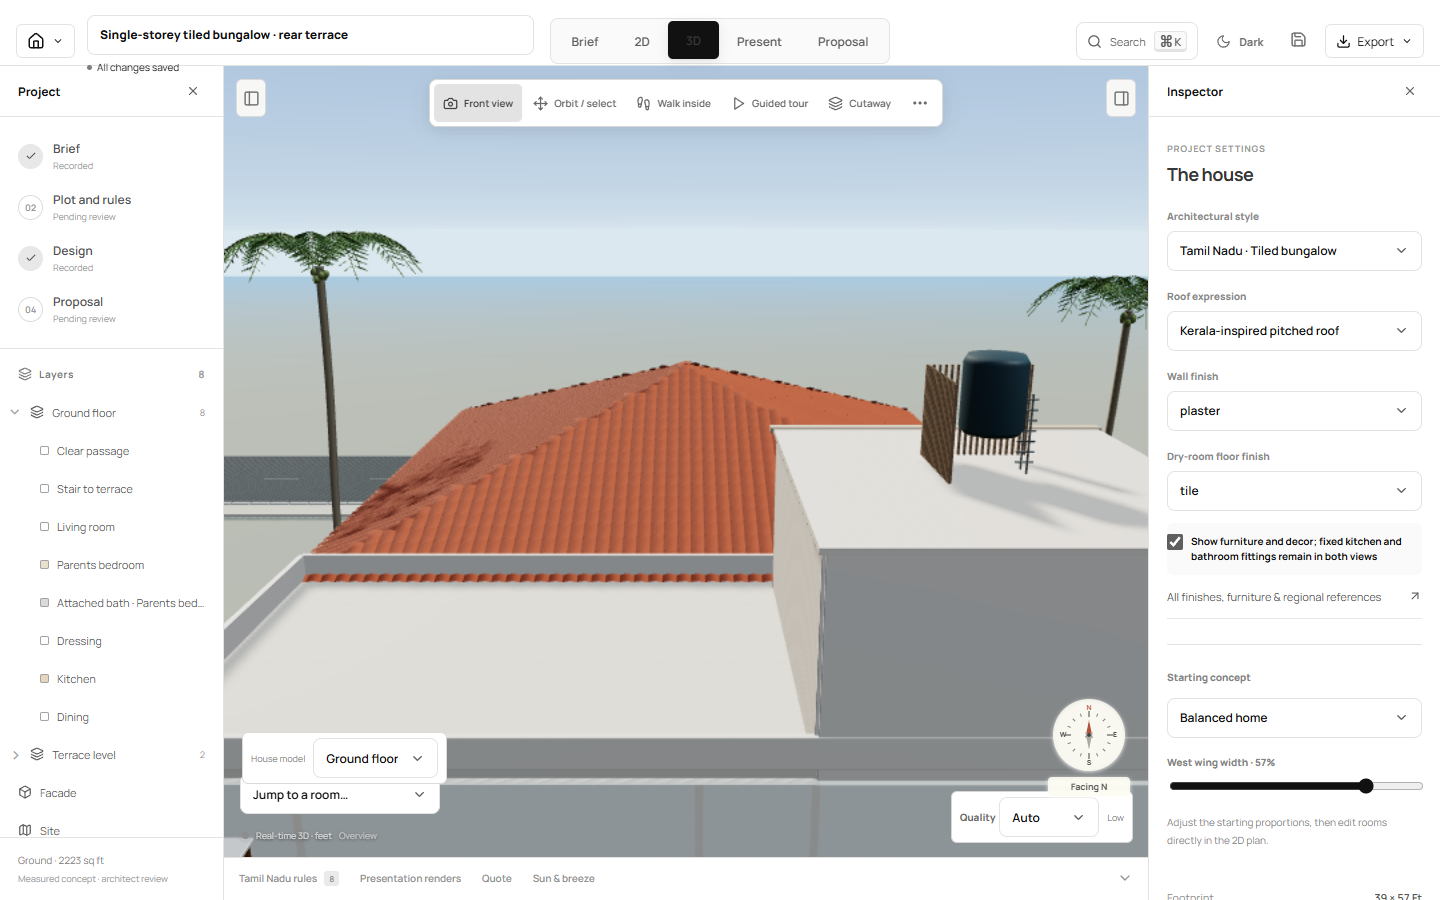 Single-storey tiled bungalow · rear terrace
All changes saved
Brief
2D
3D
Present
Proposal
Search
⌘K
Dark
Export
Project
Brief
Recorded
02
Plot and rules
Pending review
Design
Recorded
04
Proposal
Pending review
Layers
8
Ground floor
8
Clear passage
Stair to terrace
Living room
Parents bedroom
Attached bath · Parents bed…
Dressing
Kitchen
Dining
Terrace level
2
Facade
Site
Ground · 2223 sq ft
Measured concept · architect review
Front view
Orbit / select
Walk inside
Guided tour
Cutaway
House model
Ground floor
Jump to a room...
Real-time 3D · feet
Overview
N
W
E
S
Facing N
Quality
Auto
Low
Tamil Nadu rules
8
Presentation renders
Quote
Sun & breeze
Inspector
PROJECT SETTINGS
The house
Architectural style
Tamil Nadu · Tiled bungalow
Roof expression
Kerala-inspired pitched roof
Wall finish
plaster
Dry-room floor finish
tile
Show furniture and decor; fixed kitchen and
bathroom fittings remain in both views
All finishes, furniture & regional references
Starting concept
Balanced home
West wing width · 57%
Adjust the starting proportions, then edit rooms
directly in the 2D plan.
Footprint
39 × 57 Ft